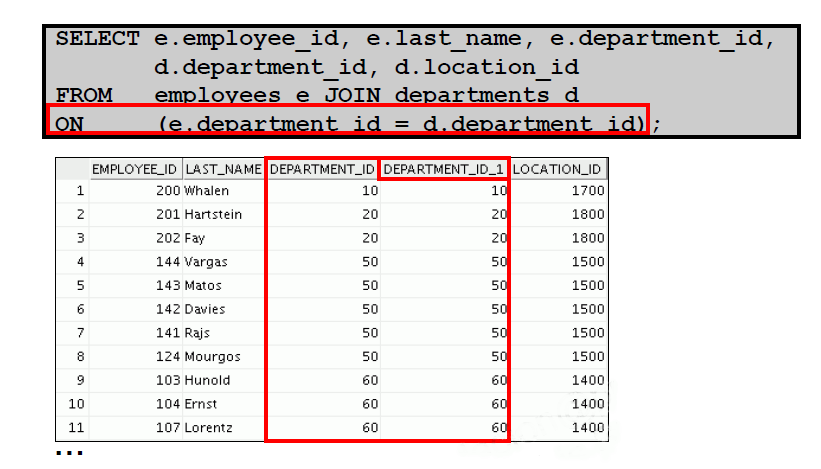 SELECT e.employee_id, e.last_name, e.department_id,
d.department_id, d.location_id
FROM employees e JOIN departments d
ON (e.department_id = d.department_id);
EMPLOYEE_ID LAST_NAME DEPARTMENT_ID DEPARTMENT_ID_1 LOCATION_ID
1 200 Whalen 10 10 1700
2 201 Hartstein 20 20 1800
3 202 Fay 20 20 1800
4 144 Vargas 50 50 1500
5 143 Matos 50 50 1500
6 142 Davies 50 50 1500
7 141 Rajs 50 50 1500
8 124 Mourgos 50 50 1500
9 103 Hunold 60 60 1400
10 104 Ernst 60 60 1400
11 107 Lorentz 60 60 1400
...